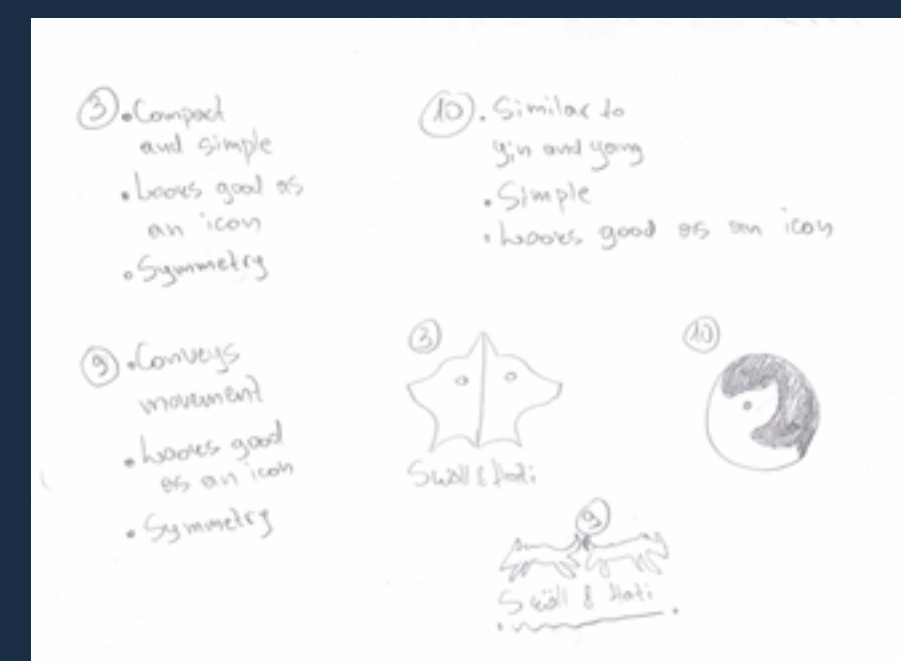 ③ • Compact
and simple
• Looks good as
an icon
• Symmetry
⑩ • Similar to
yin and yang
• Simple
• Looks good as an icon
⑨ • Conveys
movement
• Looks good
as an icon
• Symmetry
③
Sköll & Hati
⑩
⑨
Sköll & Hati